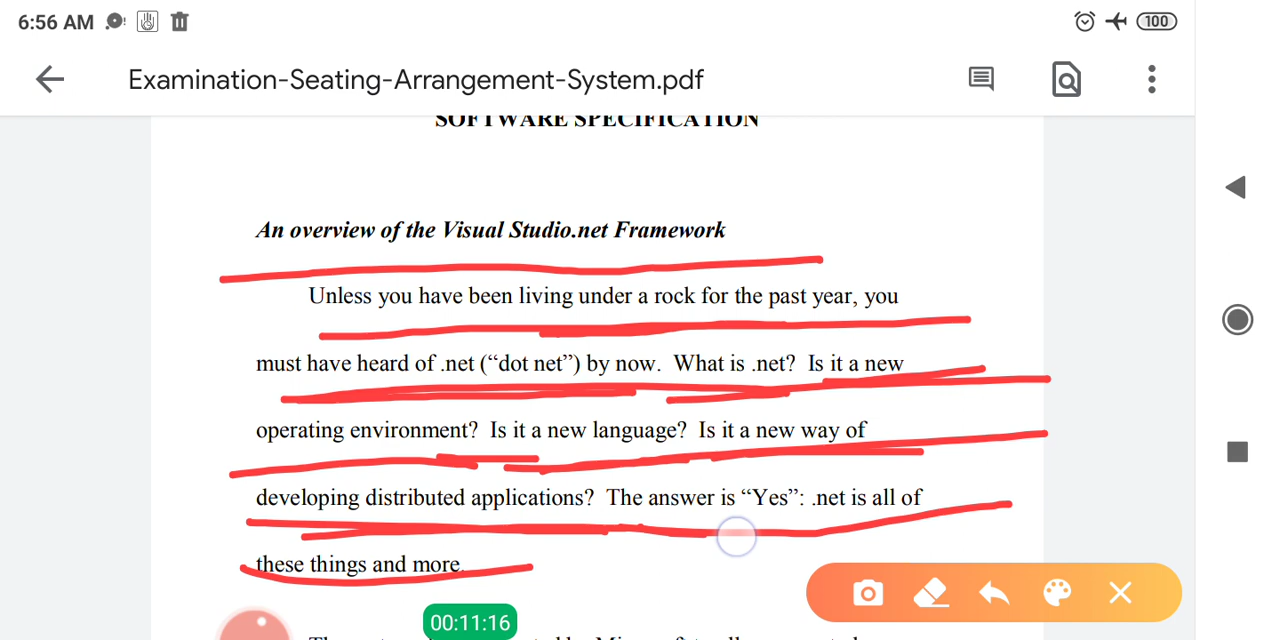 6:56 AM
100
Examination-Seating-Arrangement-System.pdf
SOFTWARE SPECIFICATION
An overview of the Visual Studio.net Framework
Unless you have been living under a rock for the past year, you
must have heard of .net (“dot net”) by now. What is .net? Is it a new
operating environment? Is it a new language? Is it a new way of
developing distributed applications? The answer is “Yes”: .net is all of
these things and more.
00:11:16